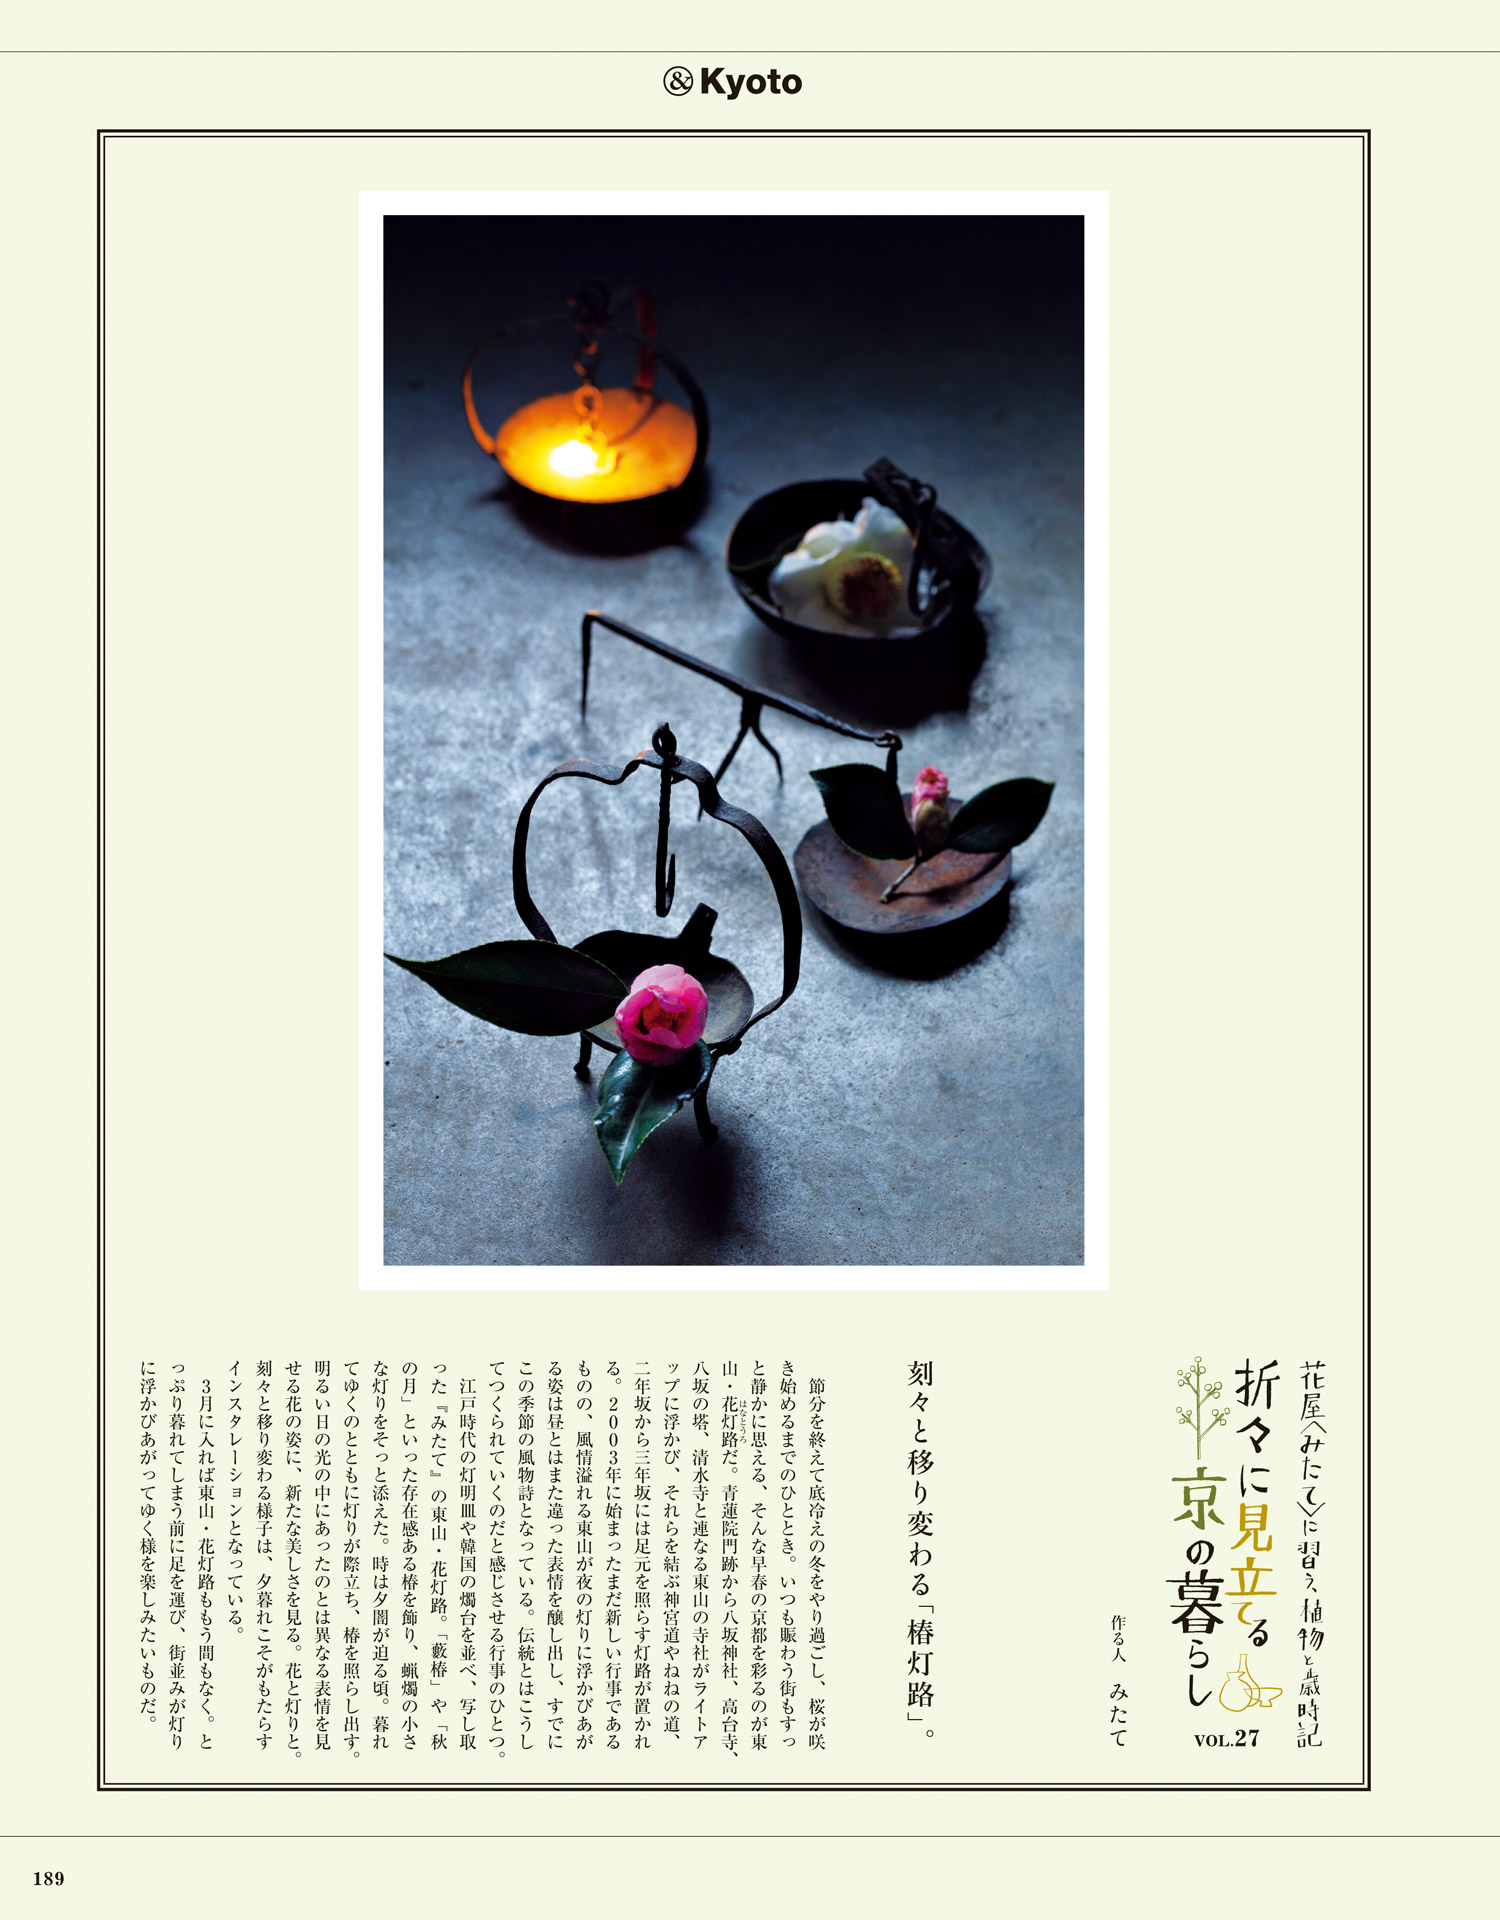 & Kyoto
花屋〈みたて〉に習う、植物と歳時記
折々に見立てる
京の暮らし
VOL.27
作る人　みたて
刻々と移り変わる「椿灯路」。
節分を終えて底冷えの冬をやり過ごし、桜が咲
き始めるまでのひととき。いつも賑わう街もすっ
と静かに思える、そんな早春の京都を彩るのが東
はなとうろ
山・花灯路だ。青蓮院門跡から八坂神社、高台寺、
八坂の塔、清水寺と連なる東山の寺社がライトア
ップに浮かび、それらを結ぶ神宮道やねねの道、
二年坂から三年坂には足元を照らす灯路が置かれ
る。2003年に始まったまだ新しい行事である
ものの、風情溢れる東山が夜の灯りに浮かびあが
る姿は昼とはまた違った表情を醸し出し、すでに
この季節の風物詩となっている。伝統とはこうし
てつくられていくのだと感じさせる行事のひとつ。
江戸時代の灯明皿や韓国の燭台を並べ、写し取
った『みたて』の東山・花灯路。「藪椿」や「秋
の月」といった存在感ある椿を飾り、蝋燭の小さ
な灯りをそっと添えた。時は夕闇が迫る頃。暮れ
てゆくのとともに灯りが際立ち、椿を照らし出す。
明るい日の光の中にあったのとは異なる表情を見
せる花の姿に、新たな美しさを見る。花と灯りと。
刻々と移り変わる様子は、夕暮れこそがもたらす
インスタレーションとなっている。
3月に入れば東山・花灯路ももう間もなく。と
っぷり暮れてしまう前に足を運び、街並みが灯り
に浮かびあがってゆく様を楽しみたいものだ。
189